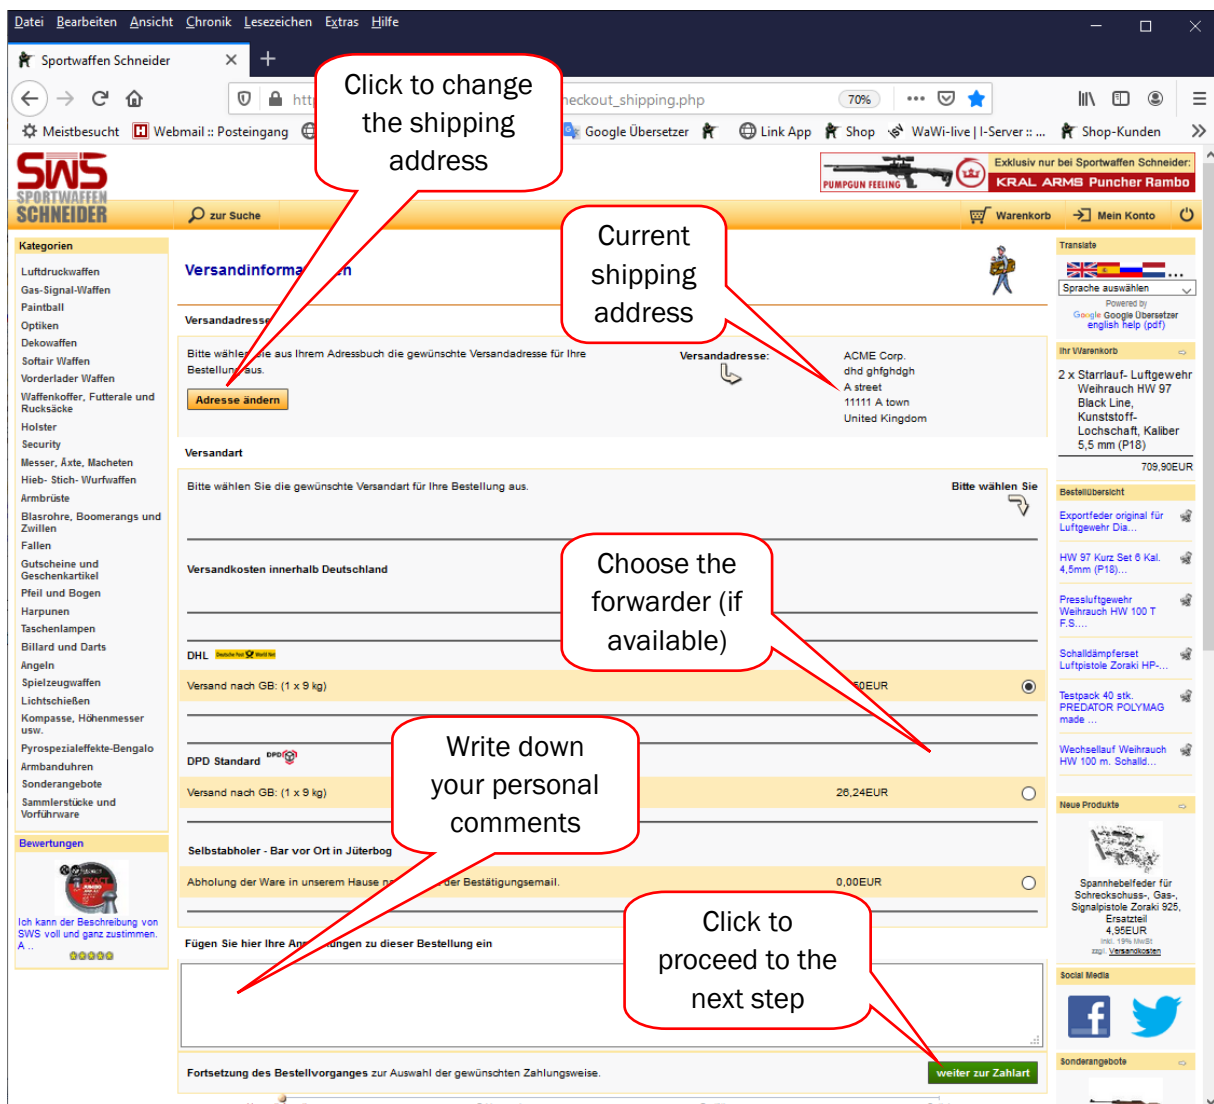 Datei Bearbeiten Ansicht Chronik Lesezeichen Extras Hilfe
Sportwaffen Schneider
heckout_shipping.php
70%
Meistbesucht
Webmail :: Posteingang
Google Übersetzer
Link App
Shop
WaWi-live | I-Server :: ...
Shop-Kunden
Click to change
the shipping
address
SWS
SPORTWAFFEN
SCHNEIDER
PUMPGUN FEELING
Exklusiv nur bei Sportwaffen Schneider:
KRAL ARMS Puncher Rambo
zur Suche
Warenkorb
Mein Konto
Kategorien
Luftdruckwaffen
Gas-Signal-Waffen
Paintball
Optiken
Dekowaffen
Softair Waffen
Vorderlader Waffen
Waffenkoffer, Futterale und
Rucksäcke
Holster
Security
Messer, Äxte, Macheten
Hieb- Stich- Wurfwaffen
Armbrüste
Blasrohre, Boomerangs und
Zwillen
Fallen
Gutscheine und
Geschenkartikel
Pfeil und Bogen
Harpunen
Taschenlampen
Billard und Darts
Angeln
Spielzeugwaffen
Lichtschießen
Kompasse, Höhenmesser
usw.
Pyrospezialeffekte-Bengalo
Armbanduhren
Sonderangebote
Sammlerstücke und
Vorführware
Bewertungen
Ich kann der Beschreibung von
SWS voll und ganz zustimmen.
A ..
Current
shipping
address
Versandadresse
Bitte wählen Sie aus Ihrem Adressbuch die gewünschte Versandadresse für Ihre
Bestellung aus.
Adresse ändern
Versandadresse:
ACME Corp.
dhd ghfghdgh
A street
11111 A town
United Kingdom
Versandart
Bitte wählen Sie die gewünschte Versandart für Ihre Bestellung aus.
Bitte wählen Sie
Choose the
forwarder (if
available)
Versandkosten innerhalb Deutschland
DHL
Versand nach GB: (1 x 9 kg)
50EUR
Write down
your personal
comments
DPD Standard
DPD
Versand nach GB: (1 x 9 kg)
26,24EUR
Selbstabholer - Bar vor Ort in Jüterbog
Abholung der Ware in unserem Hause der Bestätigungsemail.
0,00EUR
Click to
proceed to the
next step
Fügen Sie hier Ihre Anmerkungen zu dieser Bestellung ein
Fortsetzung des Bestellvorganges zur Auswahl der gewünschten Zahlungsweise.
weiter zur Zahlart
Translate
Sprache auswählen
Powered by
Google Google Übersetzer
english help (pdf)
Ihr Warenkorb
2 x Starrlauf- Luftgewehr
Weihrauch HW 97
Black Line,
Kunststoff-
Lochschaft, Kaliber
5,5 mm (P18)
709,90EUR
Bestellübersicht
Exportfeder original für
Luftgewehr Dia...
HW 97 Kurz Set 6 Kal.
4,5mm (P18)...
Pressluftgewehr
Weihrauch HW 100 T
F.S....
Schalldämpferset
Luftpistole Zoraki HP-...
Testpack 40 stk.
PREDATOR POLYMAG
made ...
Wechsellauf Weihrauch
HW 100 m. Schalld...
Neue Produkte
Spannhebelfeder für
Schreckschuss-, Gas-,
Signalpistole Zoraki 925,
Ersatzteil
4,95EUR
inkl. 19% MwSt
zzgl. Versandkosten
Social Media
Sonderangebote